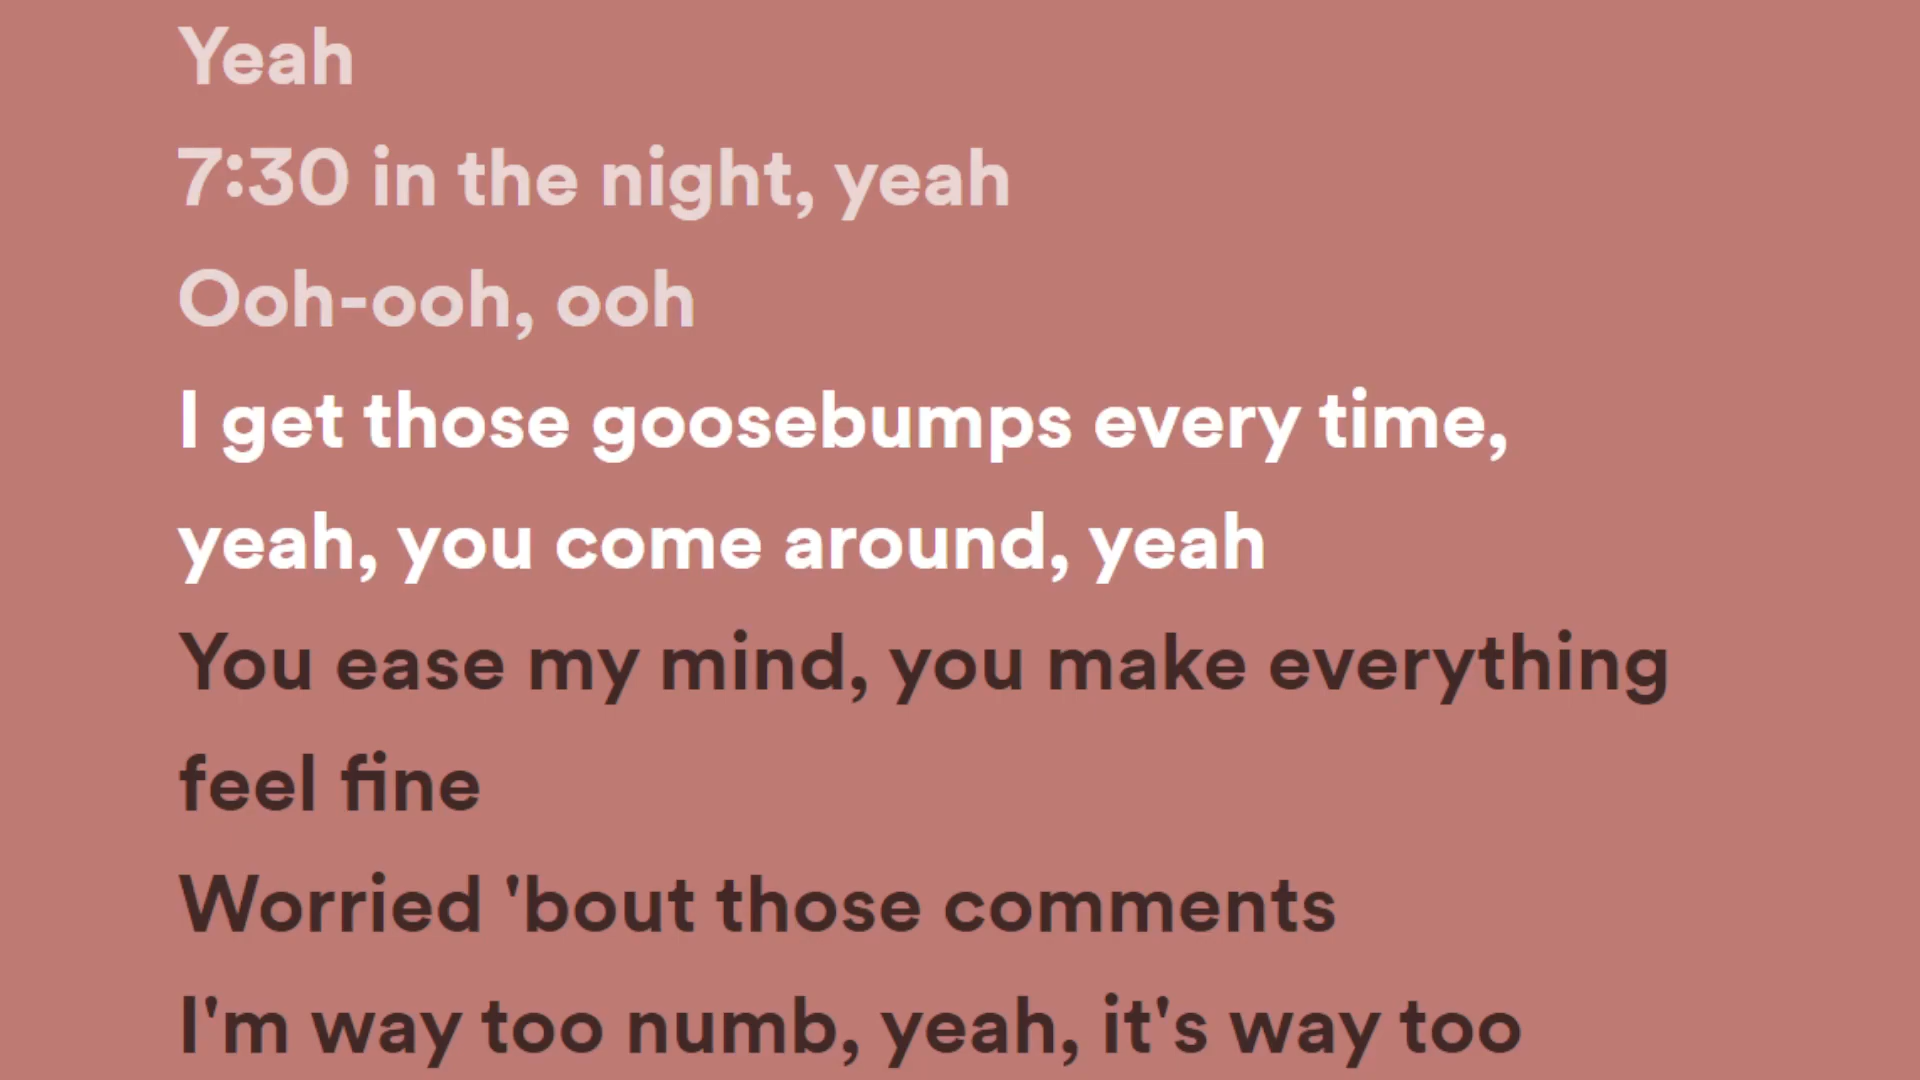 Yeah
7:30 in the night, yeah
Ooh-ooh, ooh
I get those goosebumps every time,
yeah, you come around, yeah
You ease my mind, you make everything
feel fine
Worried 'bout those comments
I'm way too numb, yeah, it's way too